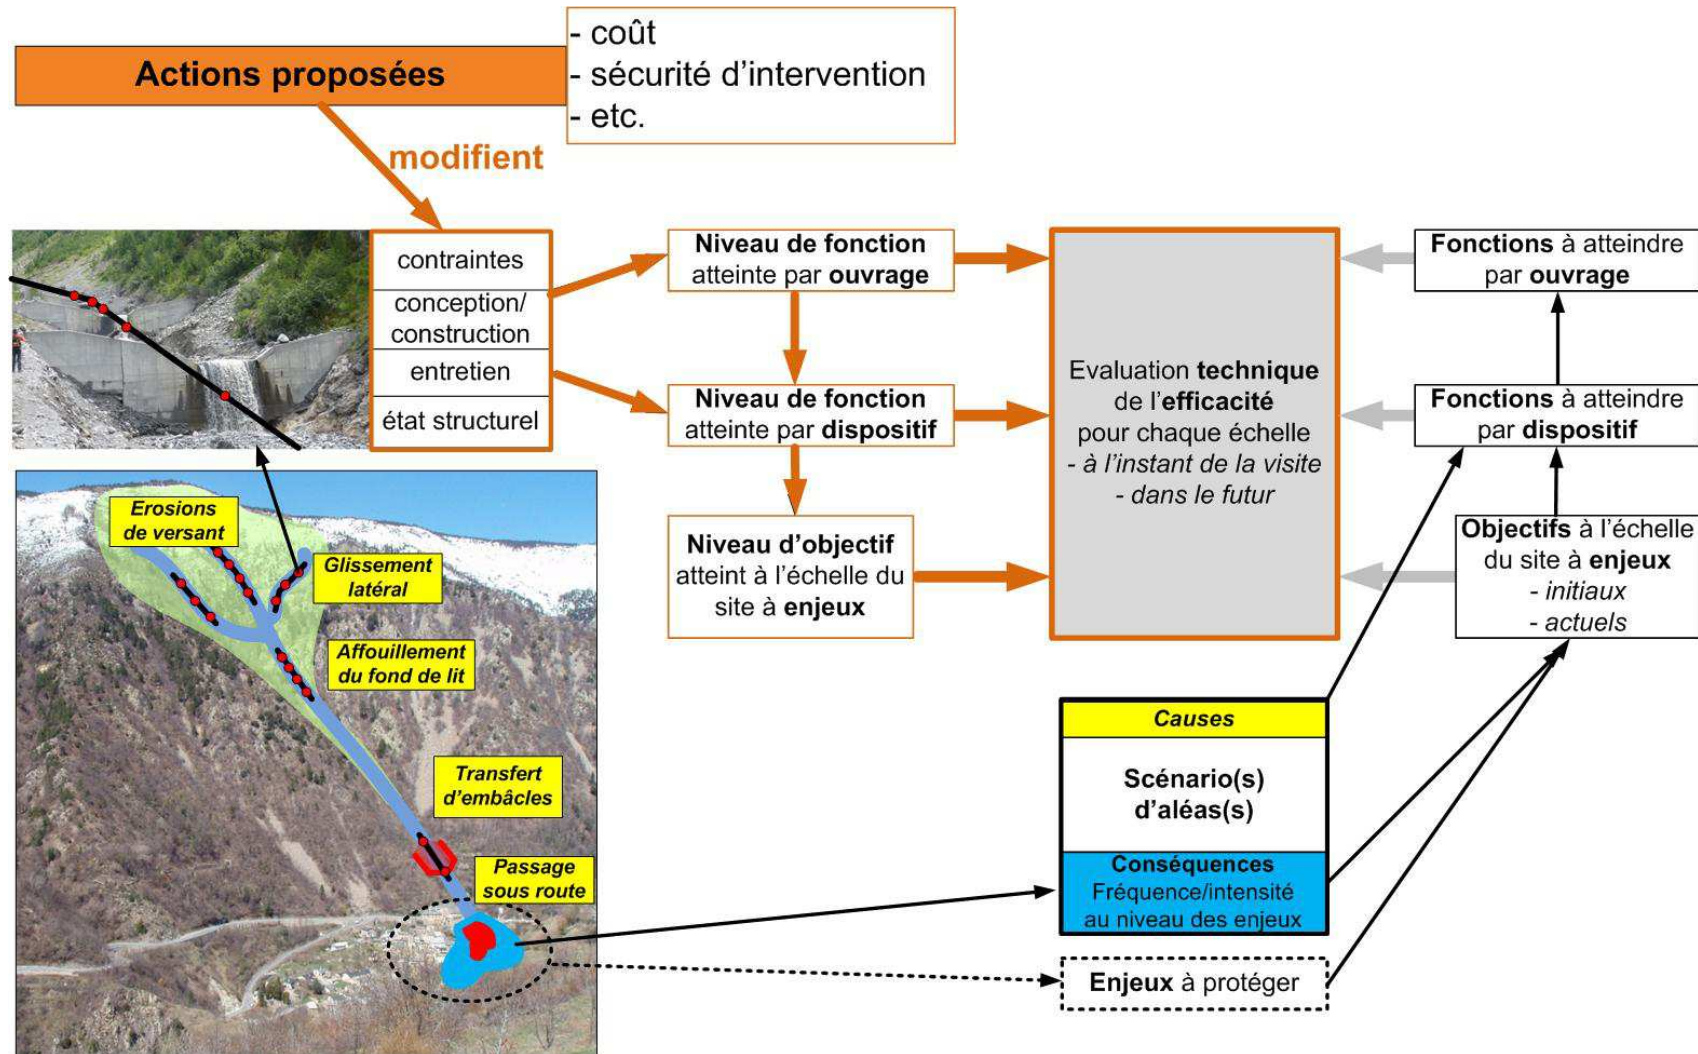 Actions proposées
- coût
- sécurité d'intervention
- etc.
modifient
contraintes
conception/
construction
entretien
état structurel
Niveau de fonction
atteinte par ouvrage
Niveau de fonction
atteinte par dispositif
Niveau d'objectif
atteint à l'échelle du
site à enjeux
Evaluation technique
de l'efficacité
pour chaque échelle
- à l'instant de la visite
- dans le futur
Fonctions à atteindre
par ouvrage
Fonctions à atteindre
par dispositif
Objectifs à l'échelle
du site à enjeux
- initiaux
- actuels
Erosions
de versant
Glissement
latéral
Affouillement
du fond de lit
Transfert
d'embâcles
Passage
sous route
Causes
Scénario(s)
d'aléas(s)
Conséquences
Fréquence/intensité
au niveau des enjeux
Enjeux à protéger